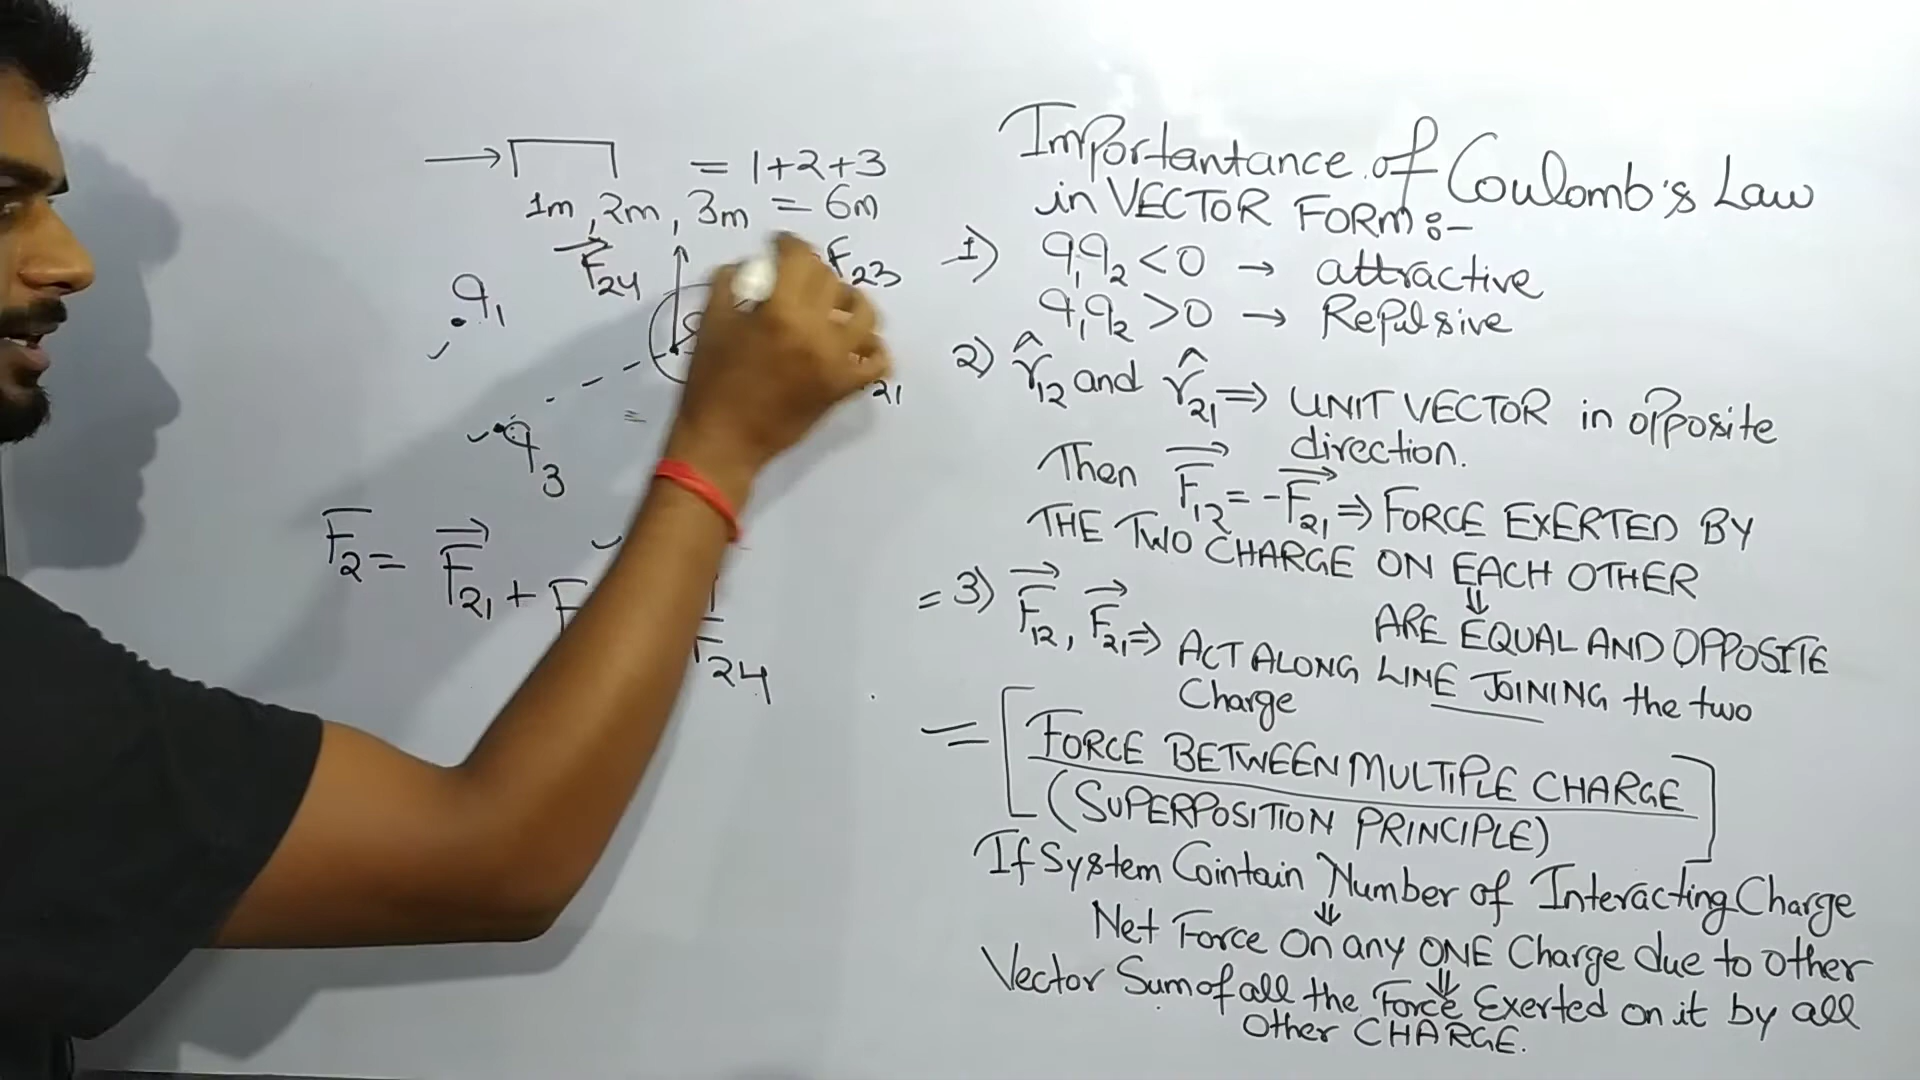 = 1+2+3
1m, 2m, 3m = 6m
F24
F23
q1
21
q3
F2 = F21 +
F24
Importantance of Coulomb's Law
in VECTOR FORM:-
1) q1q2 < 0 → attractive
q1q2 > 0 → Repulsive
2) r̂12 and r̂21 ⇒ UNIT VECTOR in opposite
direction.
Then F12 = -F21 ⇒ FORCE EXERTED BY
THE TWO CHARGE ON EACH OTHER
⇓
ARE EQUAL AND OPPOSITE
= 3) F12, F21 ⇒ ACT ALONG LINE JOINING the two
Charge
= [FORCE BETWEEN MULTIPLE CHARGE
(SUPERPOSITION PRINCIPLE)]
If System Cointain Number of Interacting Charge
⇓
Net Force On any ONE Charge due to other
⇓
Vector Sum of all the Force Exerted on it by all
other CHARGE.